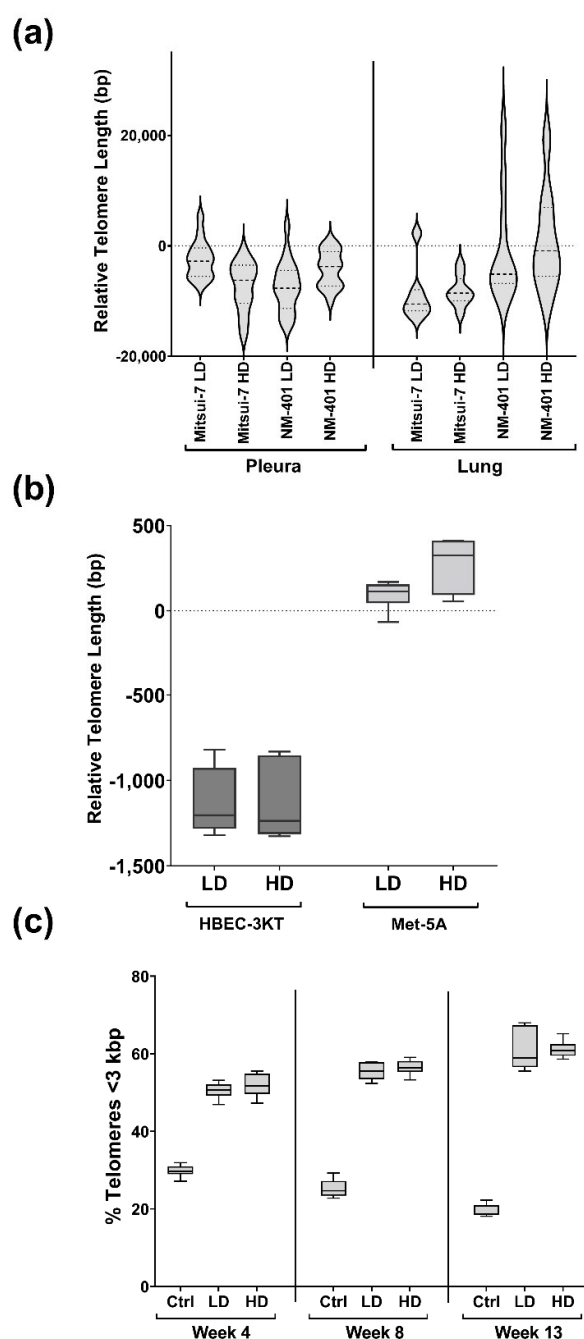 (a)
Relative Telomere Length (bp)
20,000
0
-20,000
Mitsui-7 LD
Mitsui-7 HD
NM-401 LD
NM-401 HD
Mitsui-7 LD
Mitsui-7 HD
NM-401 LD
NM-401 HD
Pleura
Lung
(b)
Relative Telomere Length (bp)
500
0
-500
-1,000
-1,500
LD HD LD HD
HBEC-3KT Met-5A
(c)
% Telomeres <3 kbp
80
60
40
20
0
Ctrl LD HD Ctrl LD HD Ctrl LD HD
Week 4 Week 8 Week 13